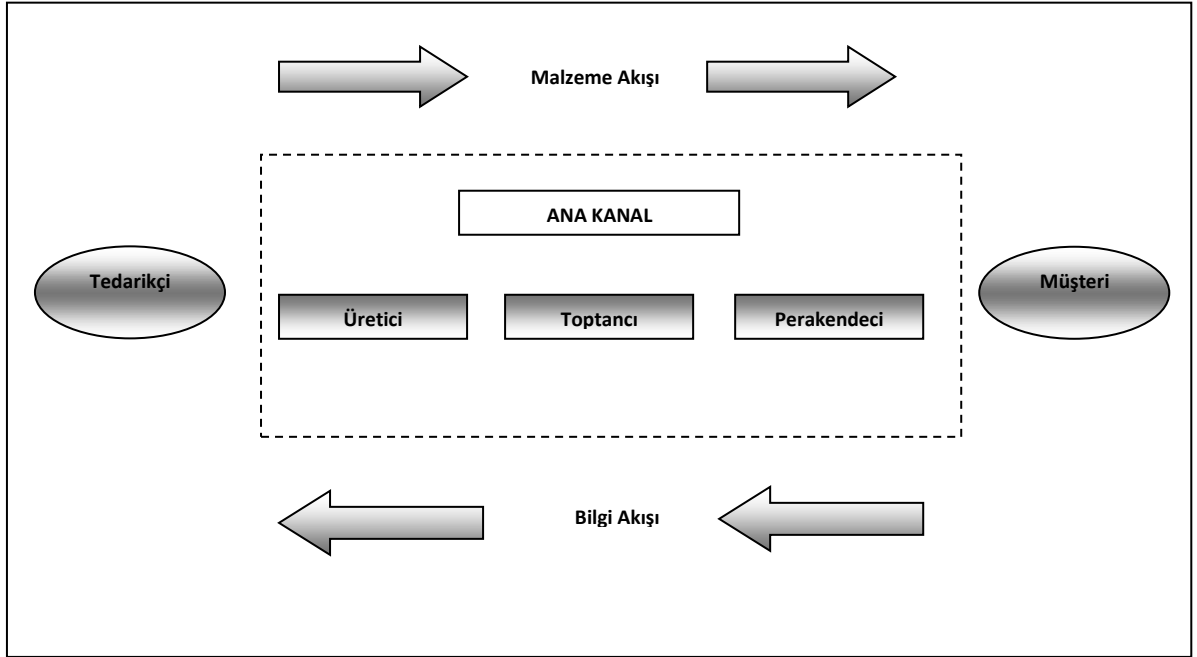 Malzeme Akışı
ANA KANAL
Tedarikçi
Müşteri
Üretici
Toptancı
Perakendeci
Bilgi Akışı